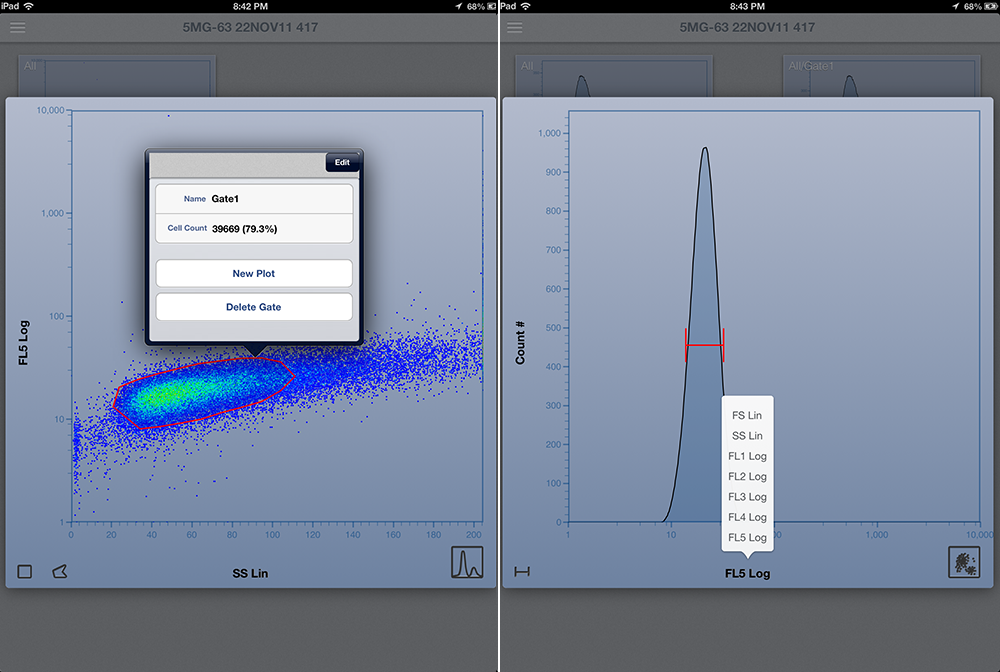 iPad 8:42 PM 68%
5MG-63 22NOV11 417
All
10,000
1,000
100
10
1
FL5 Log
Edit
Name Gate1
Cell Count 39669 (79.3%)
New Plot
Delete Gate
0 20 40 60 80 100 120 140 160 180 200
SS Lin
iPad 8:43 PM 68%
5MG-63 22NOV11 417
All
All/Gate1
1,000
900
800
700
600
500
400
300
200
100
0
Count #
FS Lin
SS Lin
FL1 Log
FL2 Log
FL3 Log
FL4 Log
FL5 Log
1 10 1,000 10,000
FL5 Log